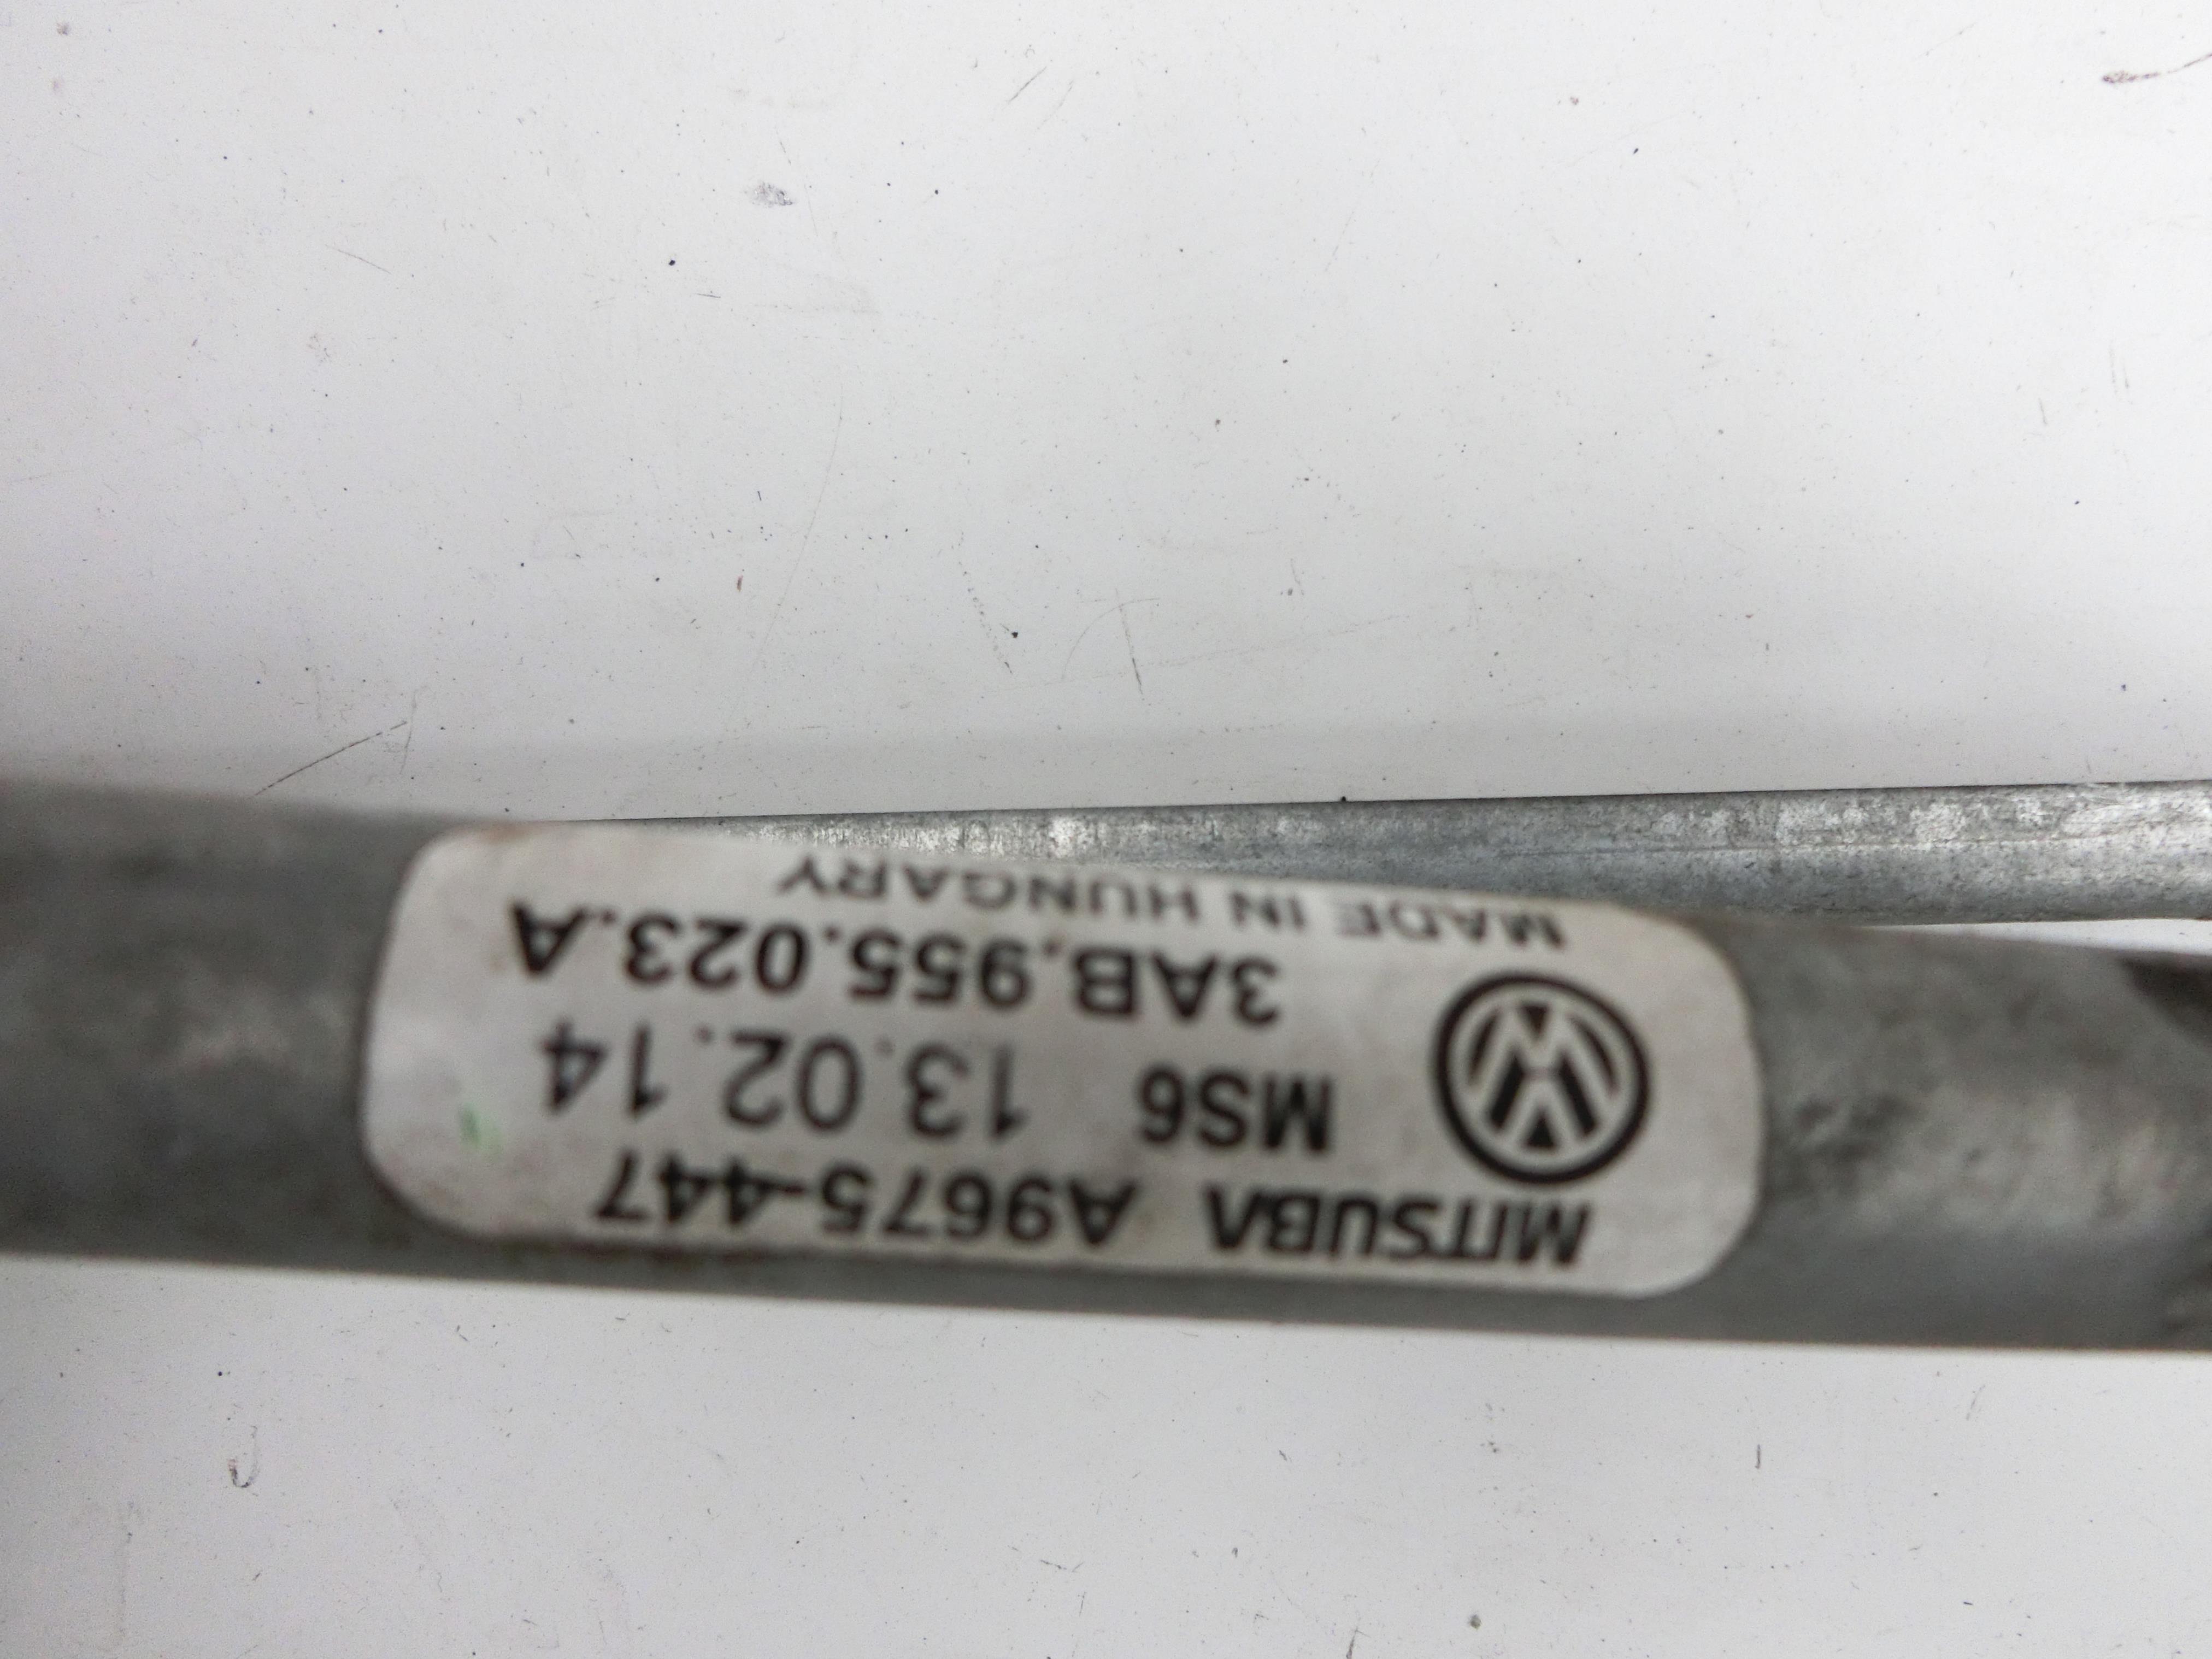 MITSUBA A9675-447
MS6 13.02.14
3AB.955.023.A
MADE IN HUNGARY